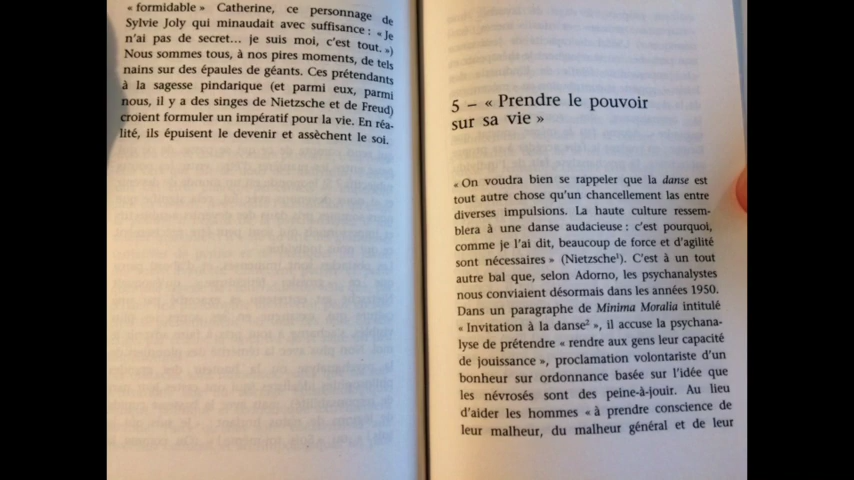 « formidable » Catherine, ce personnage de
Sylvie Joly qui minaudait avec suffisance : « Je
n'ai pas de secret... je suis moi, c'est tout. »)
Nous sommes tous, à nos pires moments, de tels
nains sur des épaules de géants. Ces prétendants
à la sagesse pindarique (et parmi eux, parmi
nous, il y a des singes de Nietzsche et de Freud)
croient formuler un impératif pour la vie. En réa-
lité, ils épuisent le devenir et assèchent le soi.
5 – « Prendre le pouvoir
sur sa vie »
« On voudra bien se rappeler que la danse est
tout autre chose qu'un chancellement las entre
diverses impulsions. La haute culture ressem-
blera à une danse audacieuse : c'est pourquoi,
comme je l'ai dit, beaucoup de force et d'agilité
sont nécessaires » (Nietzsche¹). C'est à un tout
autre bal que, selon Adorno, les psychanalystes
nous conviaient désormais dans les années 1950.
Dans un paragraphe de Minima Moralia intitulé
« Invitation à la danse² », il accuse la psychana-
lyse de prétendre « rendre aux gens leur capacité
de jouissance », proclamation volontariste d'un
bonheur sur ordonnance basée sur l'idée que
les névrosés sont des peine-à-jouir. Au lieu
d'aider les hommes « à prendre conscience de
leur malheur, du malheur général et de leur